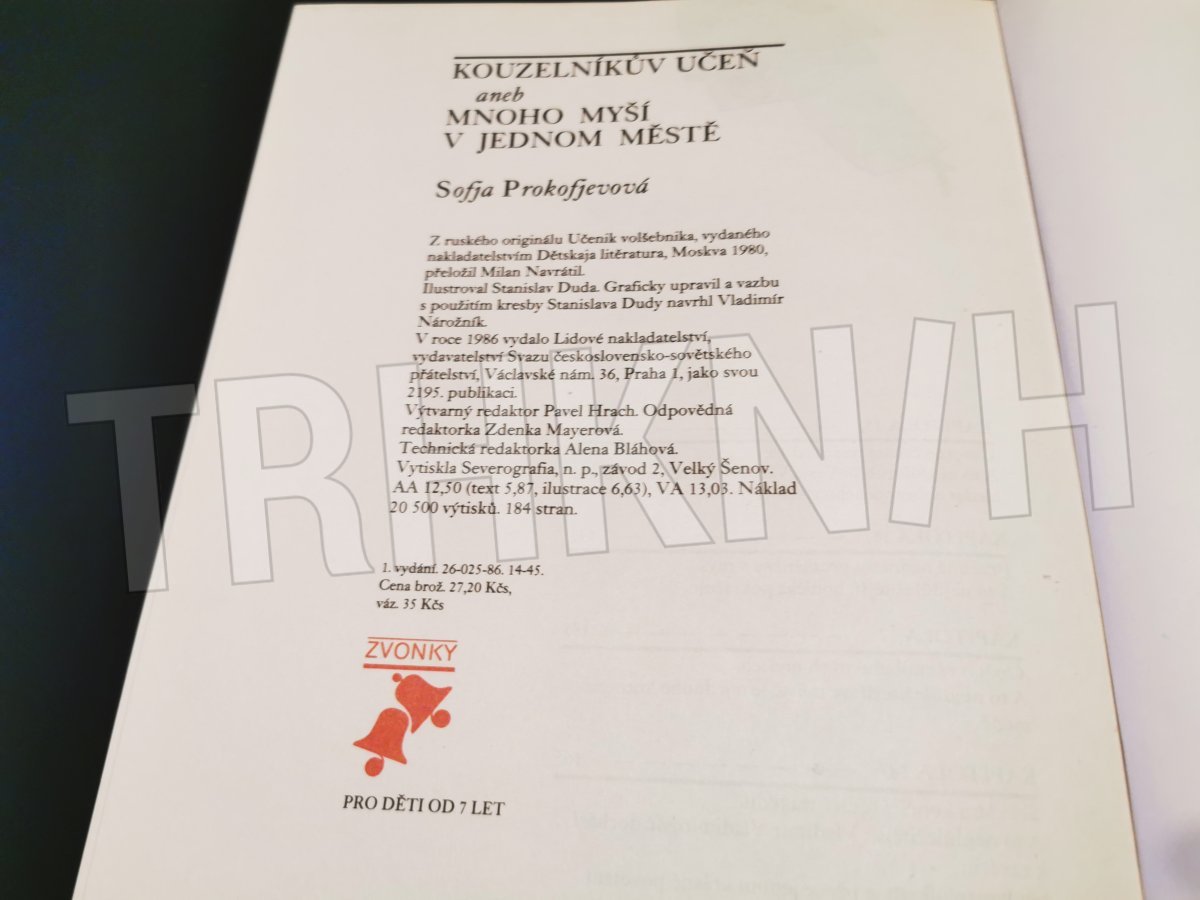 KOUZELNÍKŮV UČEŇ
aneb
MNOHO MYŠÍ
V JEDNOM MĚSTĚ
Sofja Prokofjevová
Z ruského originálu Učenik volšebnika, vydaného
nakladatelstvím Dětskaja litěratura, Moskva 1980,
přeložil Milan Navrátil.
Ilustroval Stanislav Duda. Graficky upravil a vazbu
s použitím kresby Stanislava Dudy navrhl Vladimír
Nárožník.
V roce 1986 vydalo Lidové nakladatelství,
vydavatelství Svazu československo-sovětského
přátelství, Václavské nám. 36, Praha 1, jako svou
2195. publikaci.
Výtvarný redaktor Pavel Hrach. Odpovědná
redaktorka Zdenka Mayerová.
Technická redaktorka Alena Bláhová.
Vytiskla Severografia, n. p., závod 2, Velký Šenov.
AA 12,50 (text 5,87, ilustrace 6,63), VA 13,03. Náklad
20 500 výtisků. 184 stran.
1. vydání. 26-025-86. 14-45.
Cena brož. 27,20 Kčs,
váz. 35 Kčs
ZVONKY
PRO DĚTI OD 7 LET
TRHKNIH